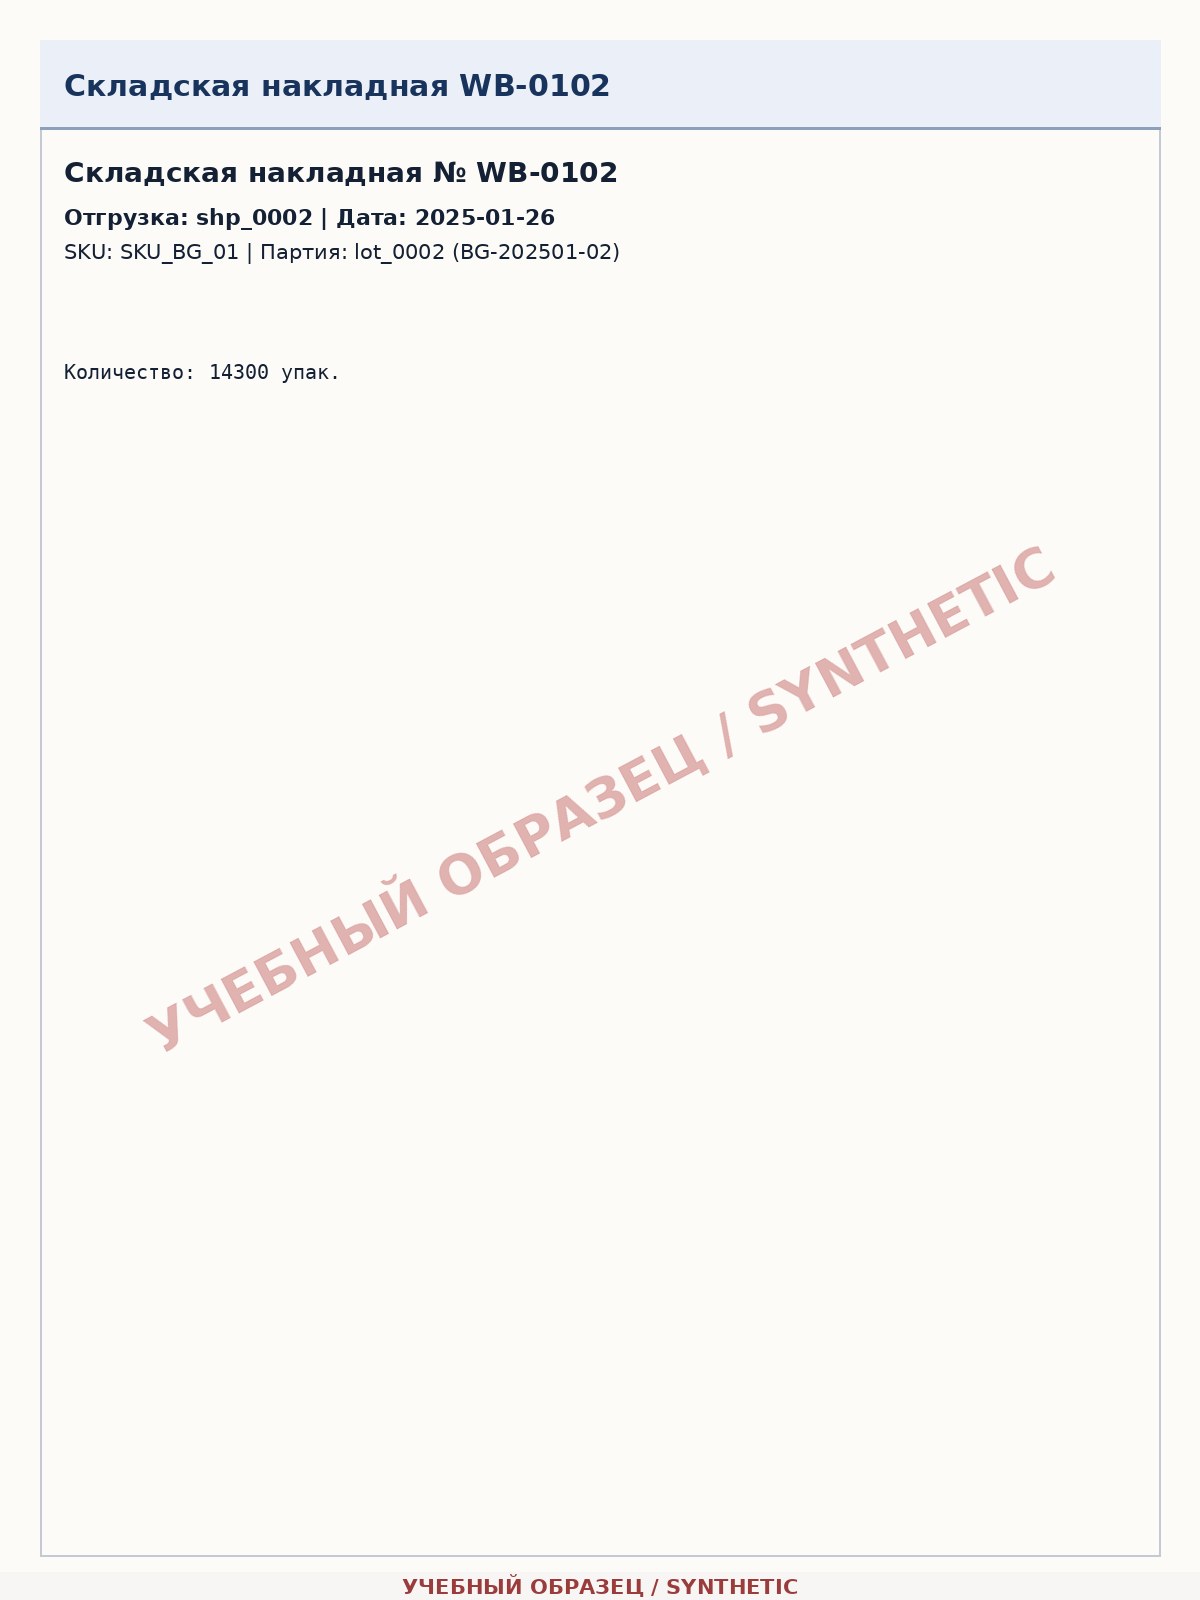 Складская накладная WB-0102
Складская накладная № WB-0102
Отгрузка: shp_0002 | Дата: 2025-01-26
SKU: SKU_BG_01 | Партия: lot_0002 (BG-202501-02)
Количество: 14300 упак.
УЧЕБНЫЙ ОБРАЗЕЦ / SYNTHETIC
УЧЕБНЫЙ ОБРАЗЕЦ / SYNTHETIC